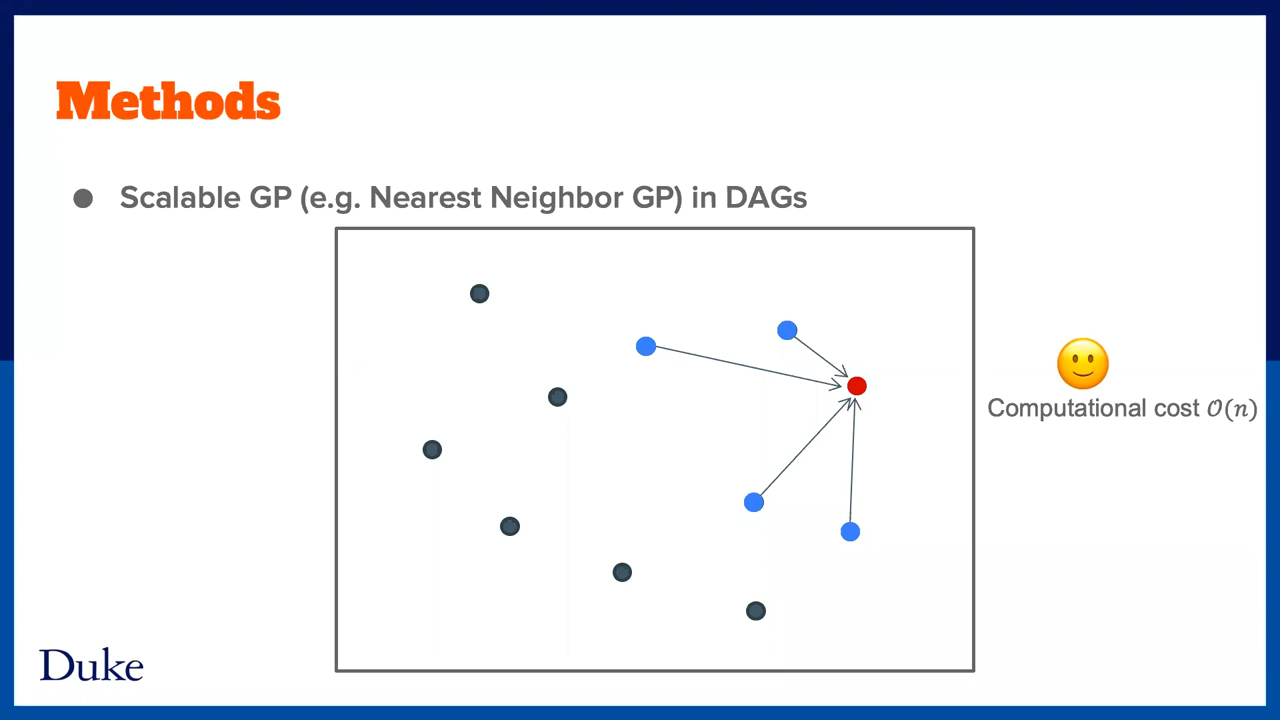 Methods
● Scalable GP (e.g. Nearest Neighbor GP) in DAGs
Computational cost 𝒪(𝑛)
Duke